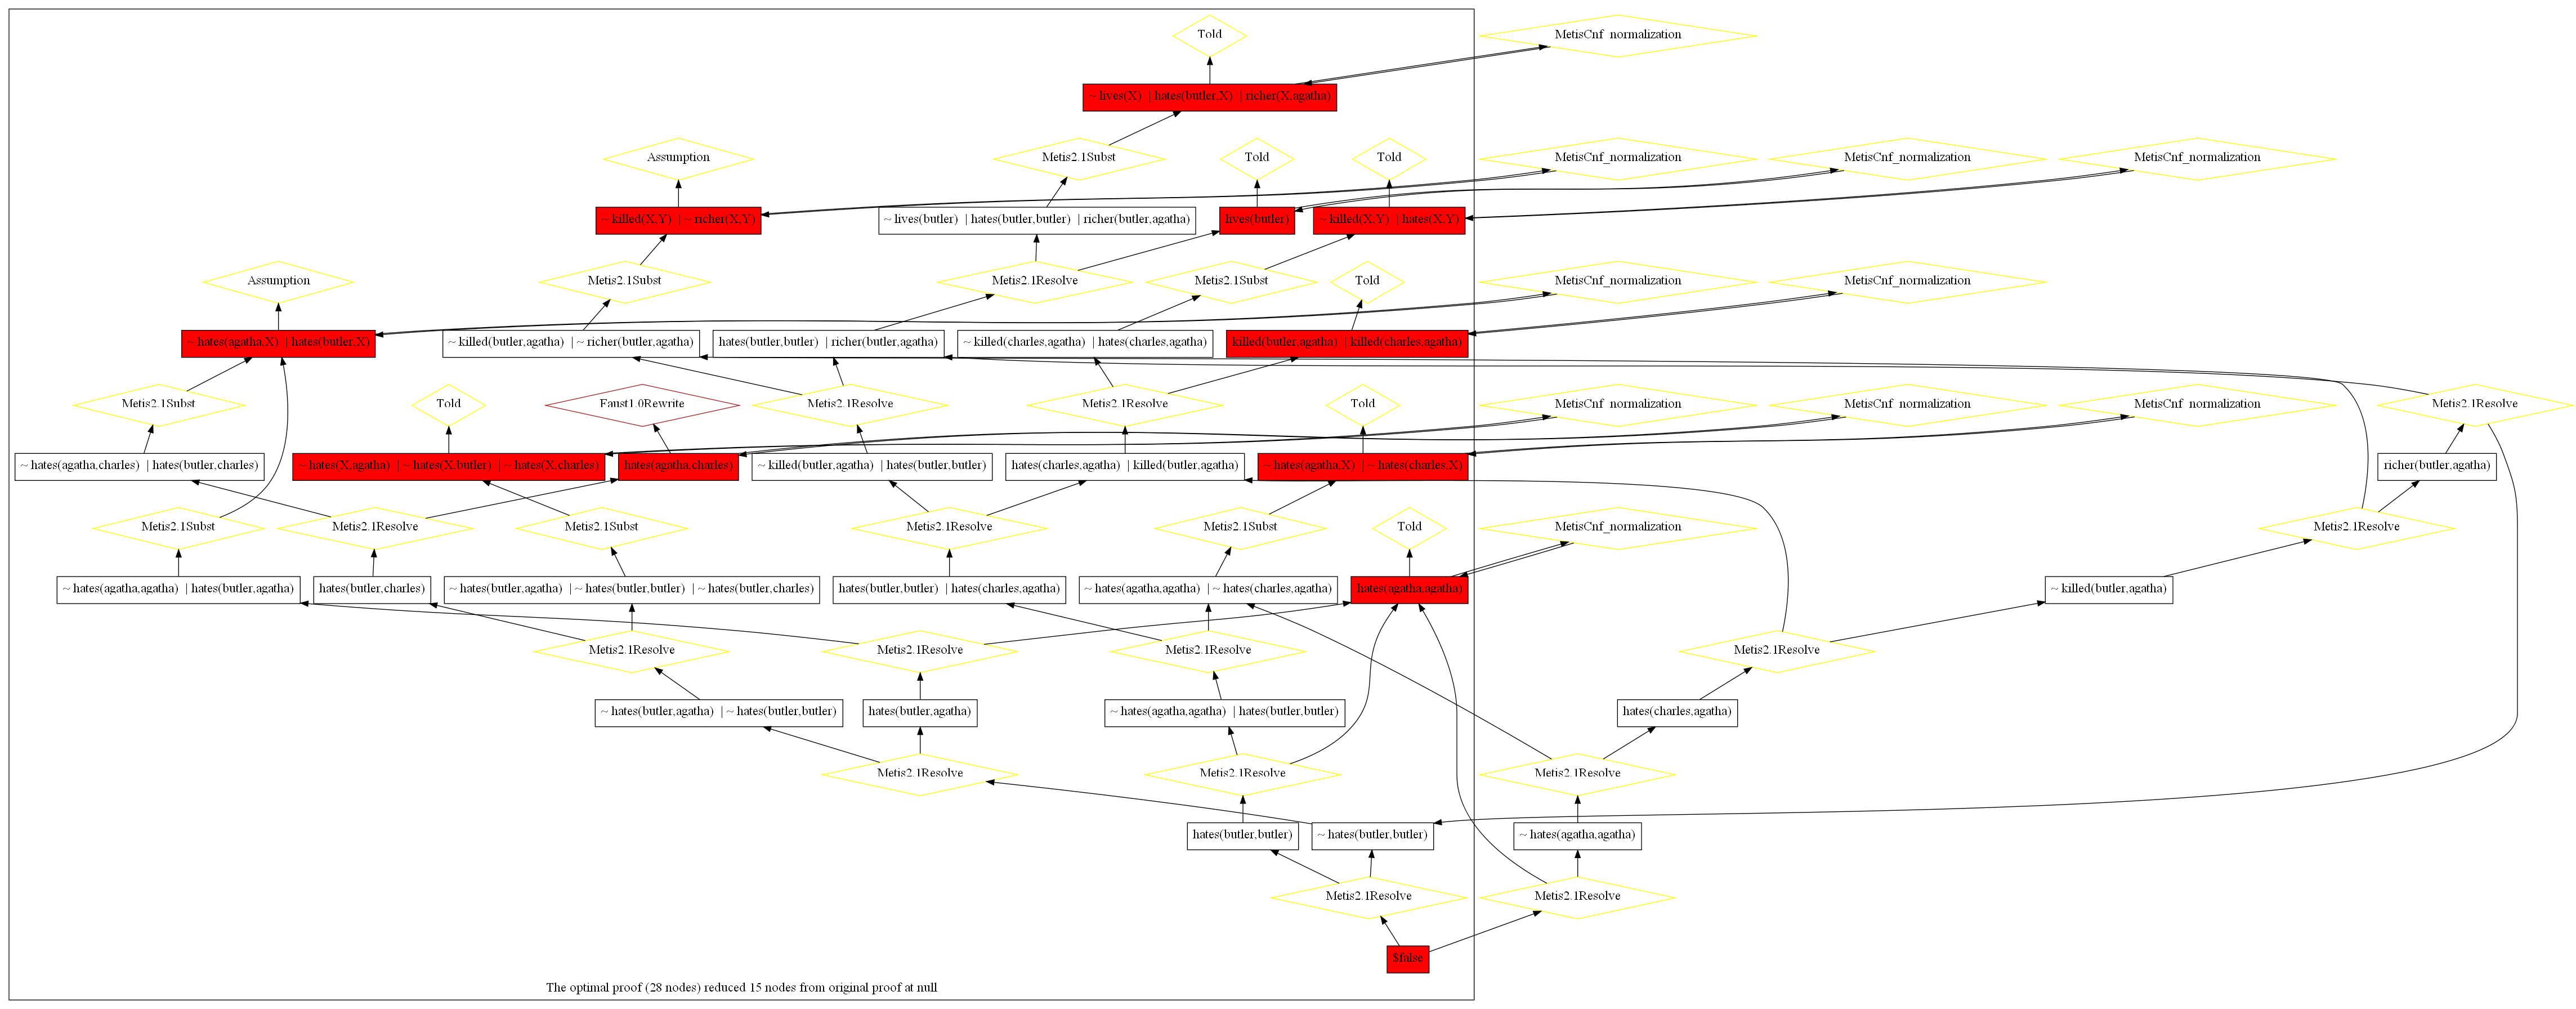 Told
MetisCnf_normalization
~ lives(X) | hates(butler,X) | richer(X,agatha)
Assumption
Metis2.1Subst
Told
Told
MetisCnf_normalization
MetisCnf_normalization
MetisCnf_normalization
~ killed(X,Y) | ~ richer(X,Y)
~ lives(butler) | hates(butler,butler) | richer(butler,agatha)
lives(butler)
~ killed(X,Y) | hates(X,Y)
Assumption
Metis2.1Subst
Metis2.1Resolve
Metis2.1Subst
Told
MetisCnf_normalization
MetisCnf_normalization
~ hates(agatha,X) | hates(butler,X)
~ killed(butler,agatha) | ~ richer(butler,agatha)
hates(butler,butler) | richer(butler,agatha)
~ killed(charles,agatha) | hates(charles,agatha)
killed(butler,agatha) | killed(charles,agatha)
Metis2.1Subst
Told
Faust1.0Rewrite
Metis2.1Resolve
Metis2.1Resolve
Told
MetisCnf_normalization
MetisCnf_normalization
MetisCnf_normalization
Metis2.1Resolve
~ hates(agatha,charles) | hates(butler,charles)
~ hates(X,agatha) | ~ hates(X,butler) | ~ hates(X,charles)
hates(agatha,charles)
~ killed(butler,agatha) | hates(butler,butler)
hates(charles,agatha) | killed(butler,agatha)
~ hates(agatha,X) | ~ hates(charles,X)
richer(butler,agatha)
Metis2.1Subst
Metis2.1Resolve
Metis2.1Subst
Metis2.1Resolve
Metis2.1Subst
Told
MetisCnf_normalization
Metis2.1Resolve
~ hates(agatha,agatha) | hates(butler,agatha)
hates(butler,charles)
~ hates(butler,agatha) | ~ hates(butler,butler) | ~ hates(butler,charles)
hates(butler,butler) | hates(charles,agatha)
~ hates(agatha,agatha) | ~ hates(charles,agatha)
hates(agatha,agatha)
~ killed(butler,agatha)
Metis2.1Resolve
Metis2.1Resolve
Metis2.1Resolve
Metis2.1Resolve
~ hates(butler,agatha) | ~ hates(butler,butler)
hates(butler,agatha)
~ hates(agatha,agatha) | hates(butler,butler)
hates(charles,agatha)
Metis2.1Resolve
Metis2.1Resolve
Metis2.1Resolve
hates(butler,butler)
~ hates(butler,butler)
~ hates(agatha,agatha)
Metis2.1Resolve
Metis2.1Resolve
$false
The optimal proof (28 nodes) reduced 15 nodes from original proof at null